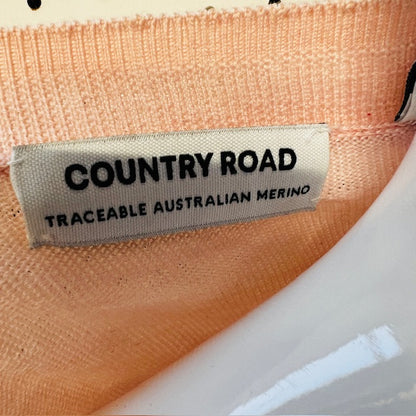 COUNTRY ROAD
TRACEABLE AUSTRALIAN MERINO